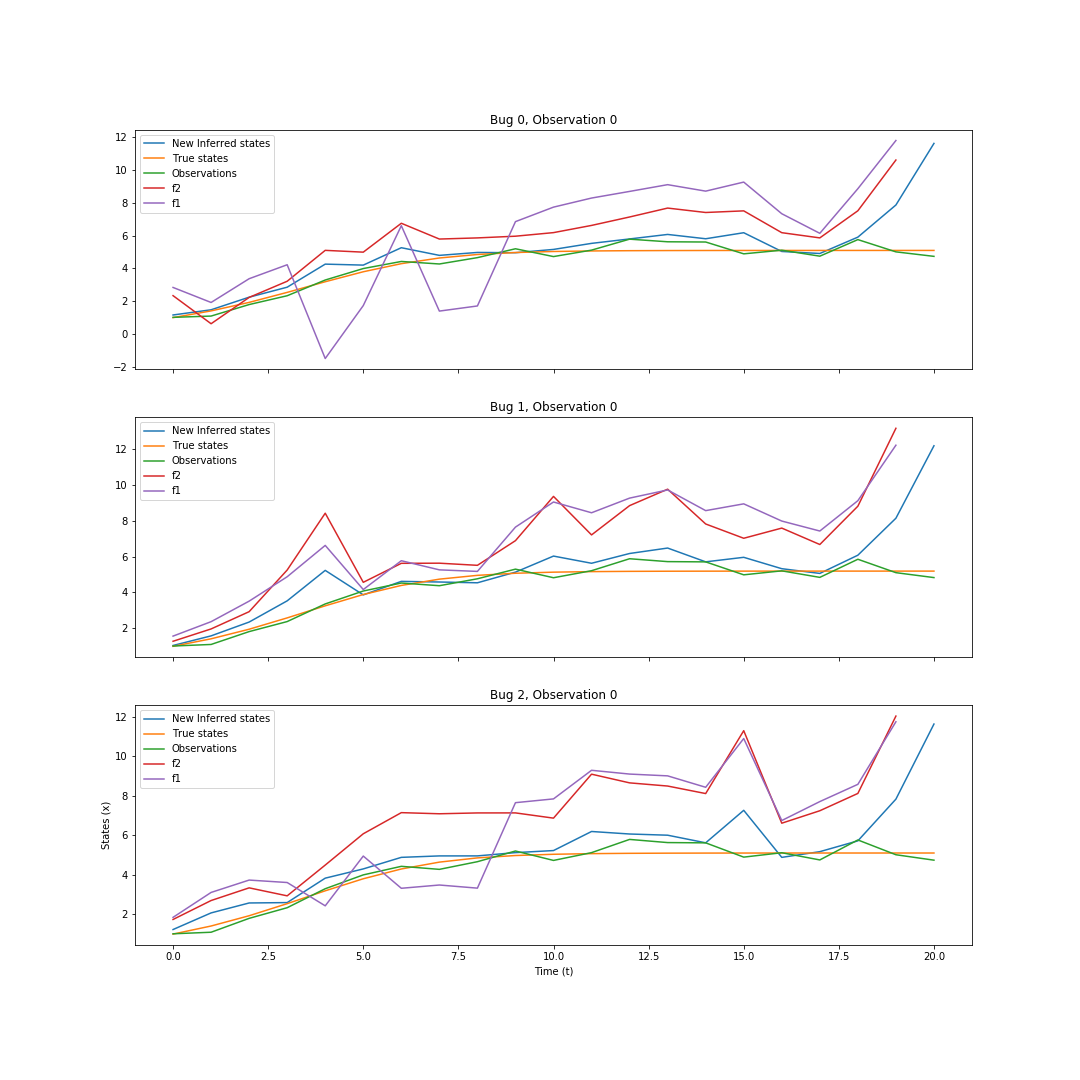 Bug 0, Observation 0
12
10
8
6
4
2
0
−2
New Inferred states
True states
Observations
f2
f1
Bug 1, Observation 0
12
10
8
6
4
2
New Inferred states
True states
Observations
f2
f1
Bug 2, Observation 0
12
10
8
6
4
2
States (x)
New Inferred states
True states
Observations
f2
f1
0.0 2.5 5.0 7.5 10.0 12.5 15.0 17.5 20.0
Time (t)